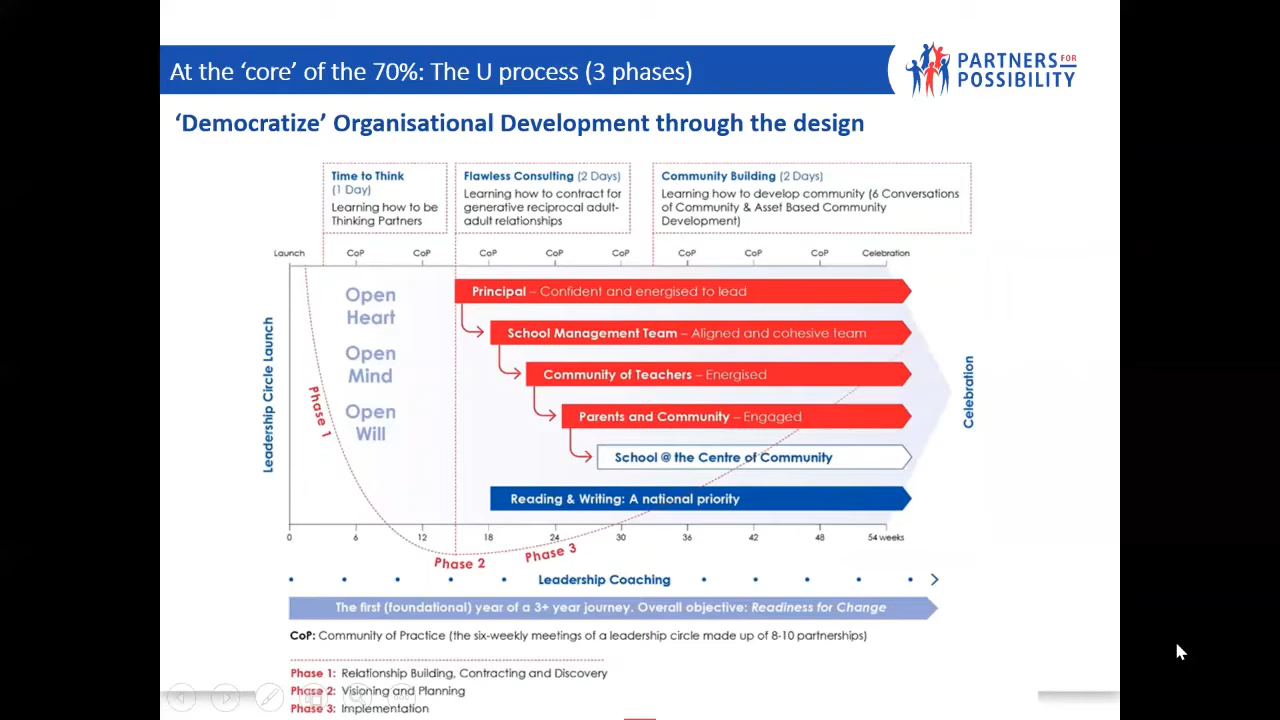 At the ‘core’ of the 70%: The U process (3 phases)
PARTNERS FOR
POSSIBILITY
‘Democratize’ Organisational Development through the design
Time to Think
(1 Day)
Learning how to be
Thinking Partners
Flawless Consulting (2 Days)
Learning how to contract for
generative reciprocal adult-
adult relationships
Community Building (2 Days)
Learning how to develop community (6 Conversations
of Community & Asset Based Community
Development)
Launch CoP CoP CoP CoP CoP CoP CoP CoP Celebration
Leadership Circle Launch
Open
Heart
Open
Mind
Open
Will
Phase 1
Principal – Confident and energised to lead
School Management Team – Aligned and cohesive team
Community of Teachers – Energised
Parents and Community – Engaged
School @ the Centre of Community
Reading & Writing: A national priority
Celebration
0 6 12 18 24 30 36 42 48 54 weeks
Phase 2
Phase 3
Leadership Coaching
The first (foundational) year of a 3+ year journey. Overall objective: Readiness for Change
CoP: Community of Practice (the six-weekly meetings of a leadership circle made up of 8-10 partnerships)
Phase 1: Relationship Building, Contracting and Discovery
Phase 2: Visioning and Planning
Phase 3: Implementation